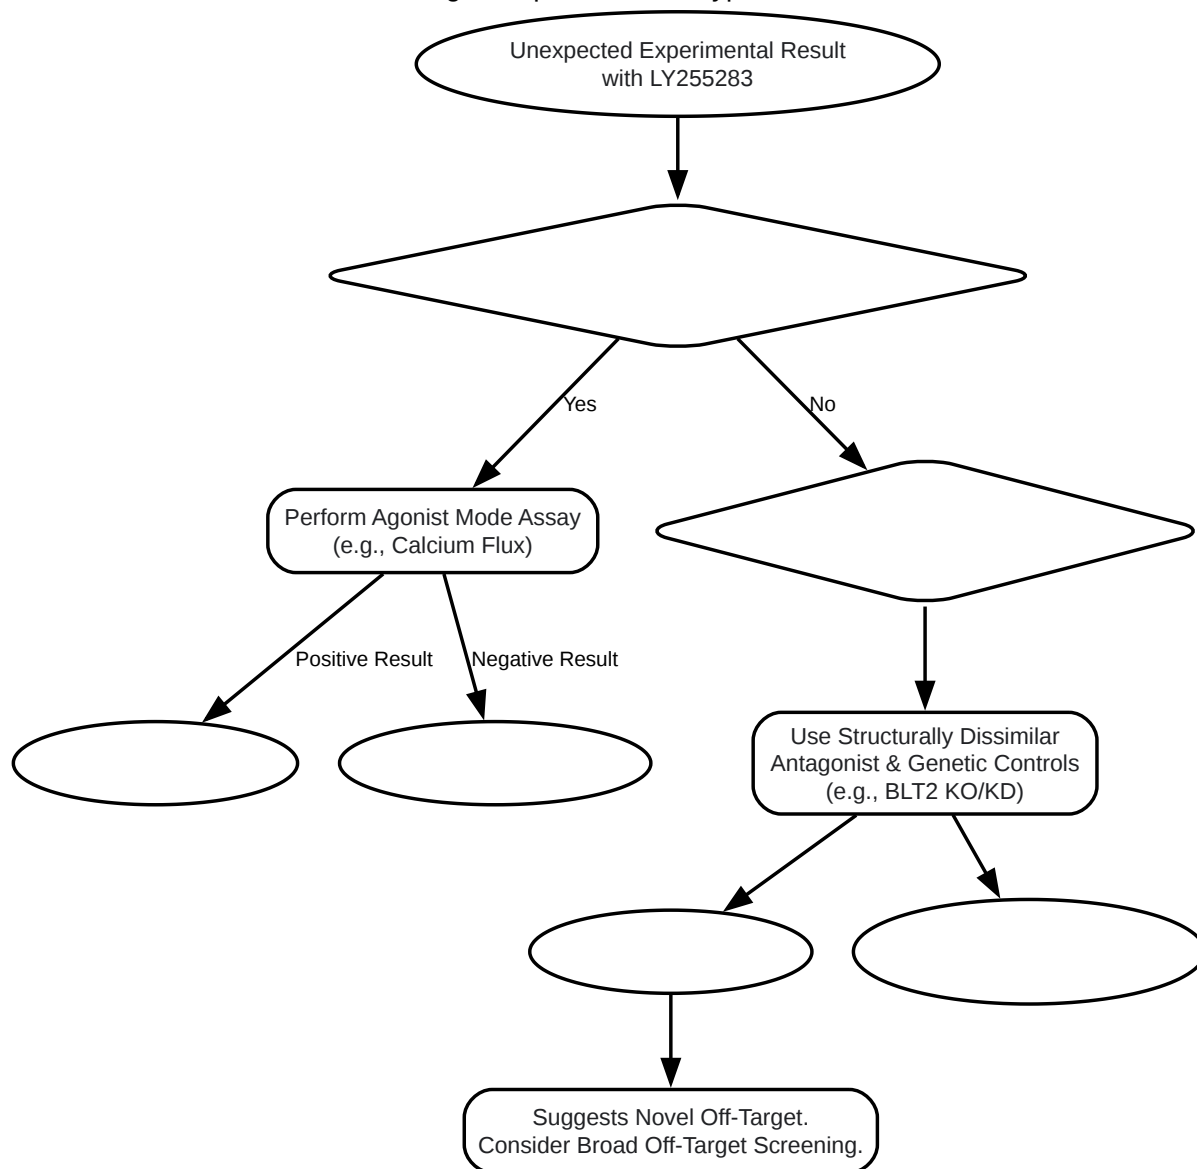 Unexpected Experimental Result
with LY255283
Yes
No
Perform Agonist Mode Assay
(e.g., Calcium Flux)
Positive Result
Negative Result
Use Structurally Dissimilar
Antagonist & Genetic Controls
(e.g., BLT2 KO/KD)
Suggests Novel Off-Target.
Consider Broad Off-Target Screening.